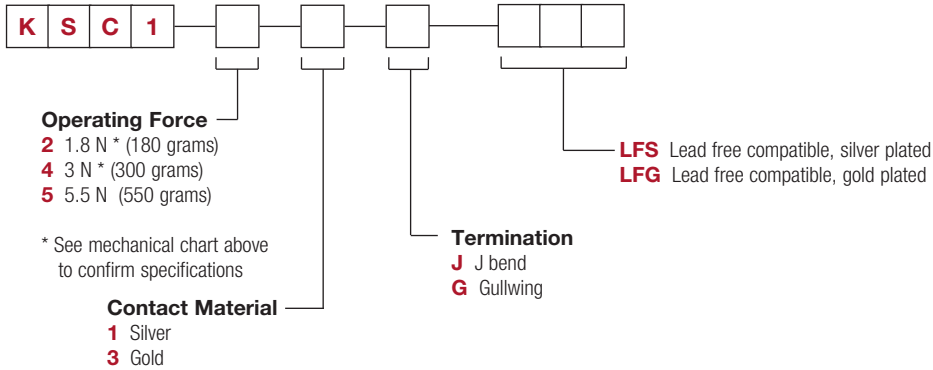 K S C 1
Operating Force
2 1.8 N * (180 grams)
4 3 N * (300 grams)
5 5.5 N (550 grams)
* See mechanical chart above
to confirm specifications
Contact Material
1 Silver
3 Gold
Termination
J J bend
G Gullwing
LFS Lead free compatible, silver plated
LFG Lead free compatible, gold plated